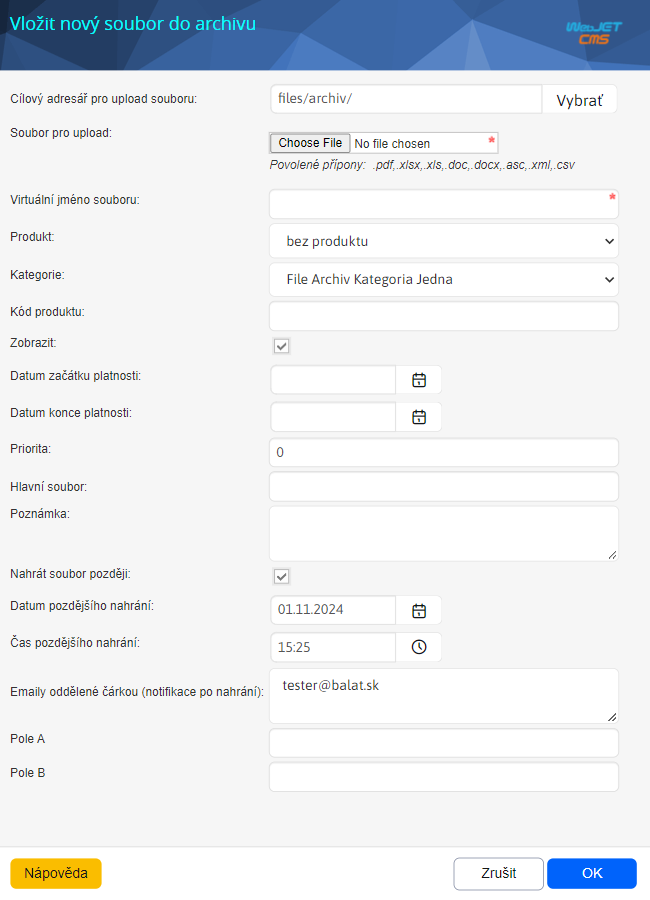 Vložit nový soubor do archivu
WebJET
CMS
Cílový adresář pro upload souboru:
files/archiv/
Vybrať
Soubor pro upload:
Choose File No file chosen *
Povolené přípony: .pdf,.xlsx,.xls,.doc,.docx,.asc,.xml,.csv
Virtuální jméno souboru:
*
Produkt:
bez produktu
Kategorie:
File Archiv Kategoria Jedna
Kód produktu:
Zobrazit:
Datum začátku platnosti:
Datum konce platnosti:
Priorita:
0
Hlavní soubor:
Poznámka:
Nahrát soubor později:
Datum pozdějšího nahrání:
01.11.2024
Čas pozdějšího nahrání:
15:25
Emaily oddělené čárkou (notifikace po nahrání):
tester@balat.sk
Pole A
Pole B
Nápověda
Zrušit
OK